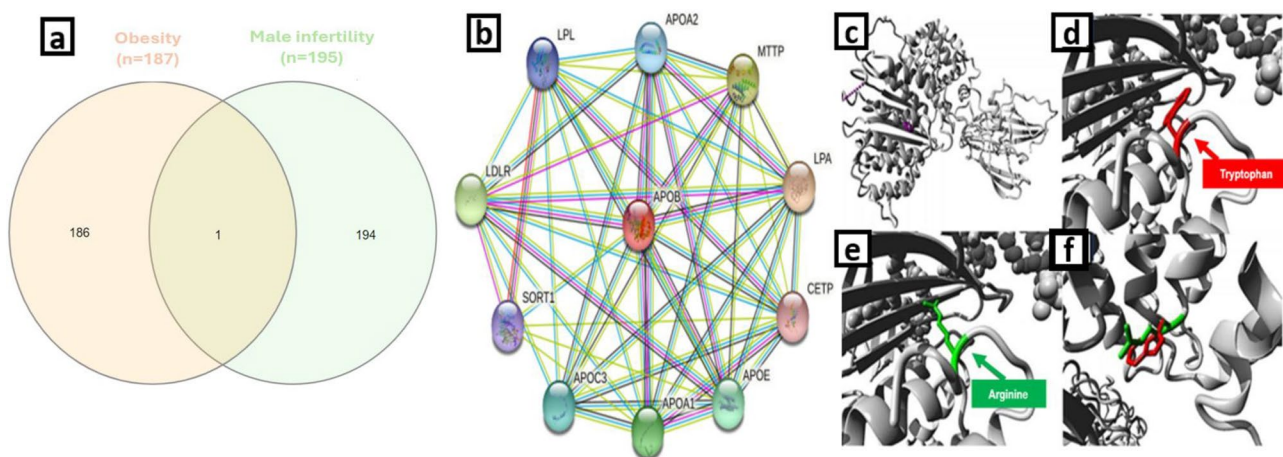 a
Obesity
(n=187)
Male infertility
(n=195)
186
1
194
b
LPL
APOA2
MTTP
LDLR
LPA
APOB
SORT1
CETP
APOC3
APOA1
APOE
c
d
Tryptophan
e
Arginine
f